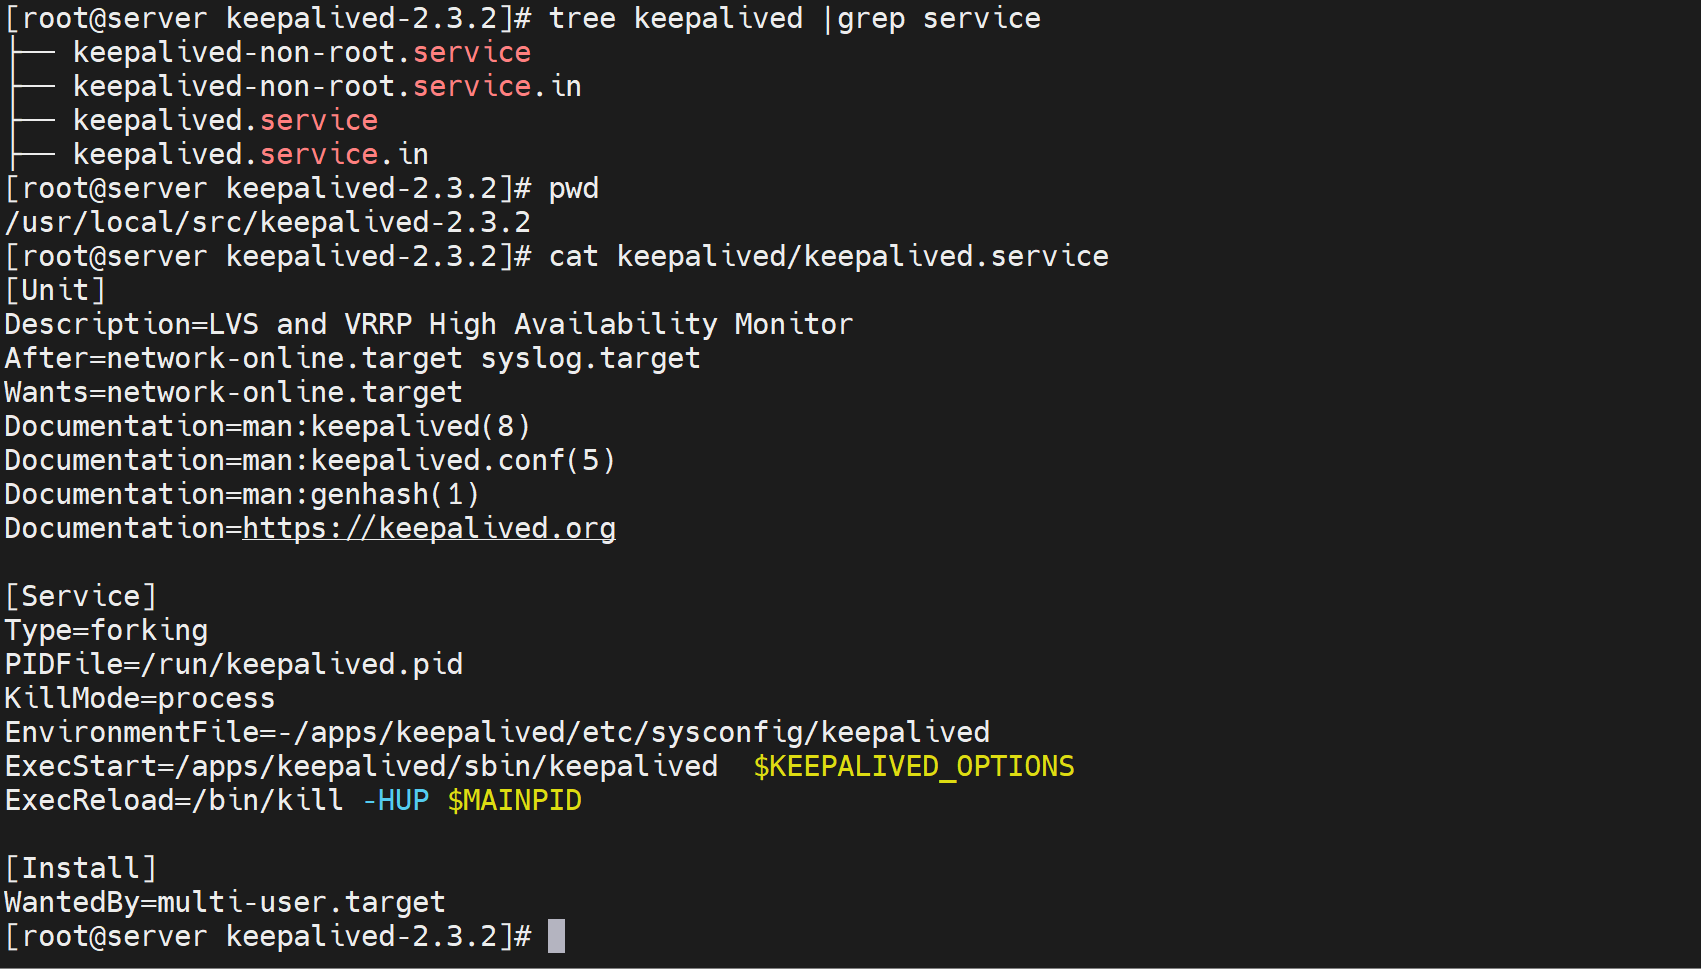 [root@server keepalived-2.3.2]# tree keepalived |grep service
├── keepalived-non-root.service
├── keepalived-non-root.service.in
├── keepalived.service
├── keepalived.service.in
[root@server keepalived-2.3.2]# pwd
/usr/local/src/keepalived-2.3.2
[root@server keepalived-2.3.2]# cat keepalived/keepalived.service
[Unit]
Description=LVS and VRRP High Availability Monitor
After=network-online.target syslog.target
Wants=network-online.target
Documentation=man:keepalived(8)
Documentation=man:keepalived.conf(5)
Documentation=man:genhash(1)
Documentation=https://keepalived.org

[Service]
Type=forking
PIDFile=/run/keepalived.pid
KillMode=process
EnvironmentFile=-/apps/keepalived/etc/sysconfig/keepalived
ExecStart=/apps/keepalived/sbin/keepalived  $KEEPALIVED_OPTIONS
ExecReload=/bin/kill -HUP $MAINPID

[Install]
WantedBy=multi-user.target
[root@server keepalived-2.3.2]#